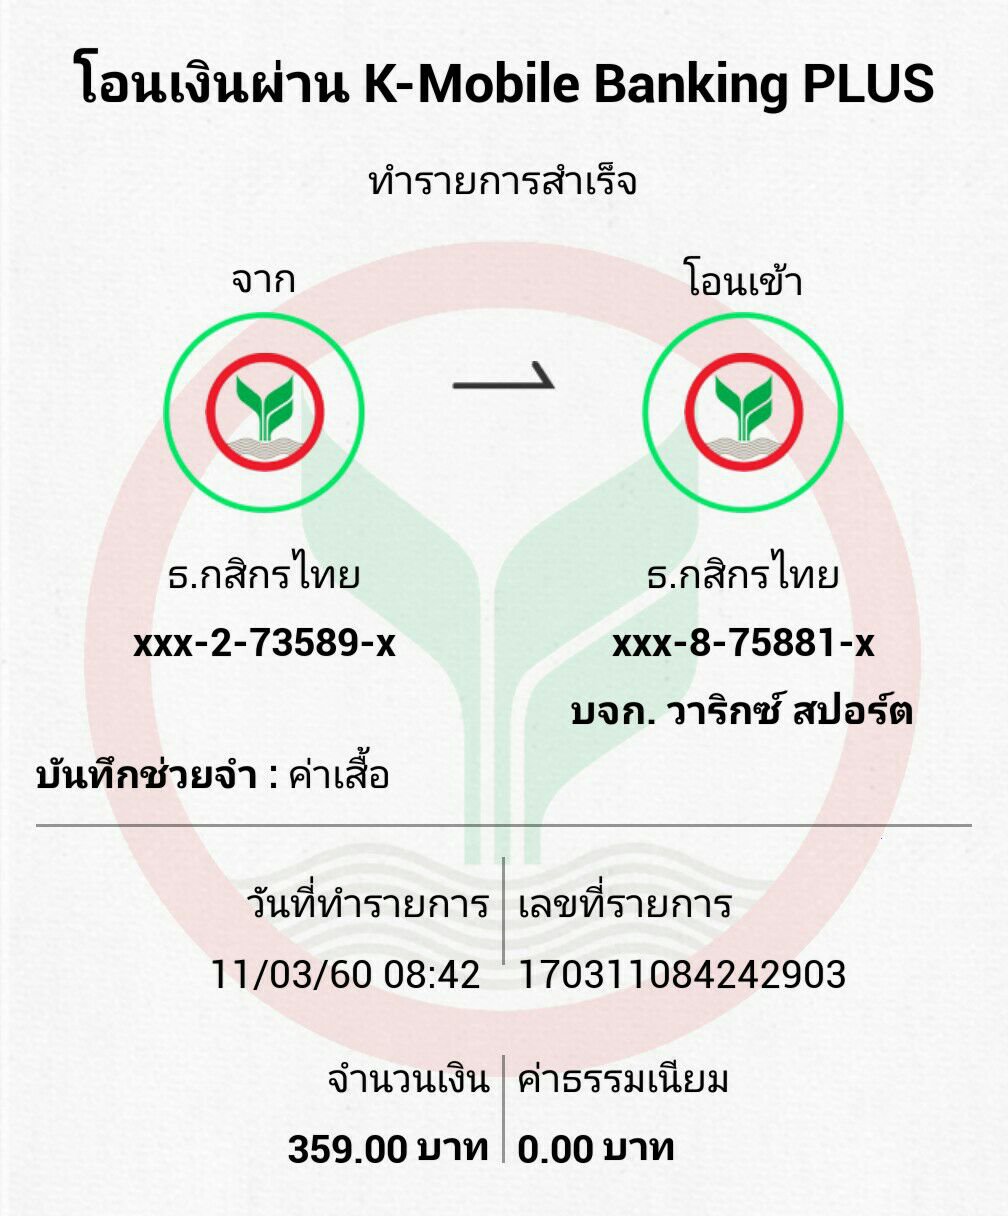 โอนเงินผ่าน K-Mobile Banking PLUS
ทำรายการสำเร็จ
จาก
โอนเข้า
ธ.กสิกรไทย
ธ.กสิกรไทย
xxx-2-73589-x
xxx-8-75881-x
บจก. วาริกซ์ สปอร์ต
บันทึกช่วยจำ : ค่าเสื้อ
วันที่ทำรายการ
เลขที่รายการ
11/03/60 08:42
170311084242903
จำนวนเงิน
ค่าธรรมเนียม
359.00 บาท
0.00 บาท